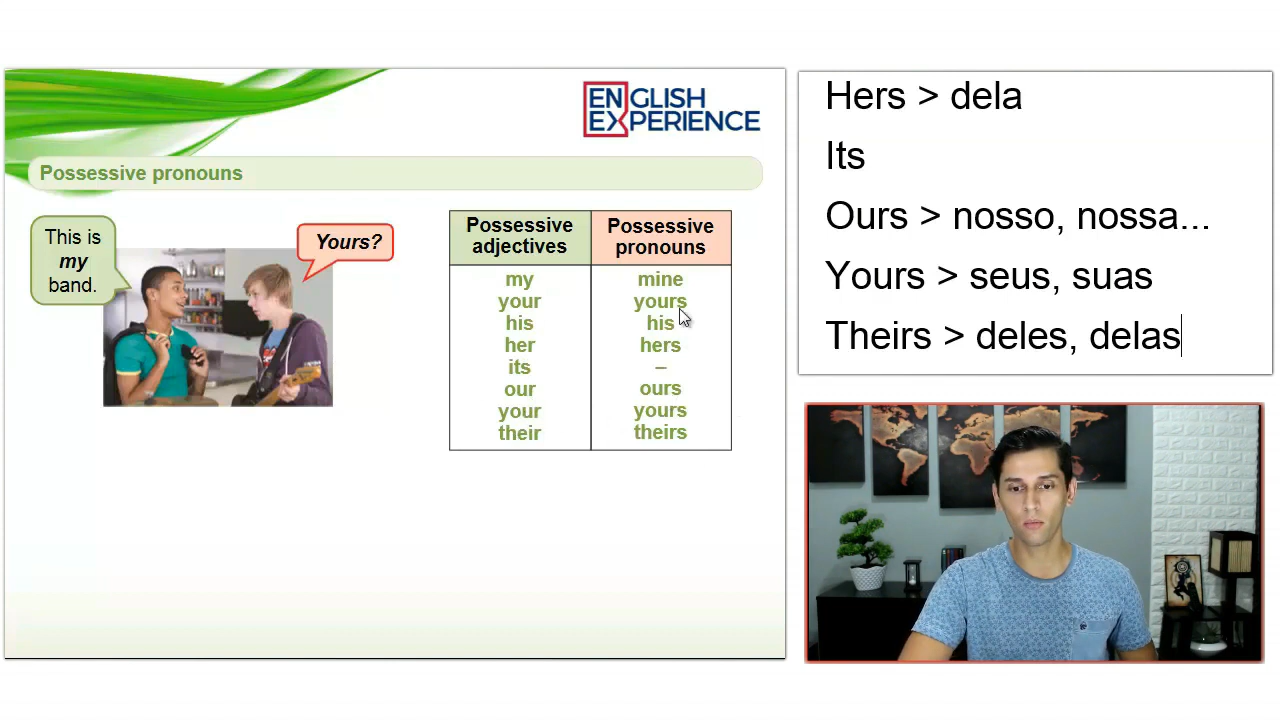 ENGLISH
EXPERIENCE
Possessive pronouns
This is
my
band.
Yours?
Possessive adjectives
Possessive pronouns
my mine
your yours
his his
her hers
its –
our ours
your yours
their theirs
Hers > dela
Its
Ours > nosso, nossa...
Yours > seus, suas
Theirs > deles, delas